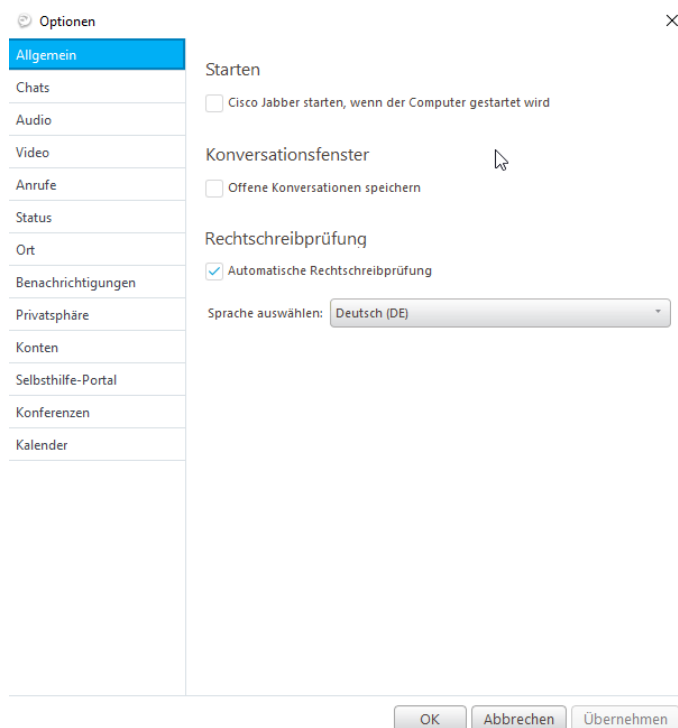 Optionen
Allgemein
Chats
Audio
Video
Anrufe
Status
Ort
Benachrichtigungen
Privatsphäre
Konten
Selbsthilfe-Portal
Konferenzen
Kalender
Starten
Cisco Jabber starten, wenn der Computer gestartet wird
Konversationsfenster
Offene Konversationen speichern
Rechtschreibprüfung
Automatische Rechtschreibprüfung
Sprache auswählen: Deutsch (DE)
OK Abbrechen Übernehmen